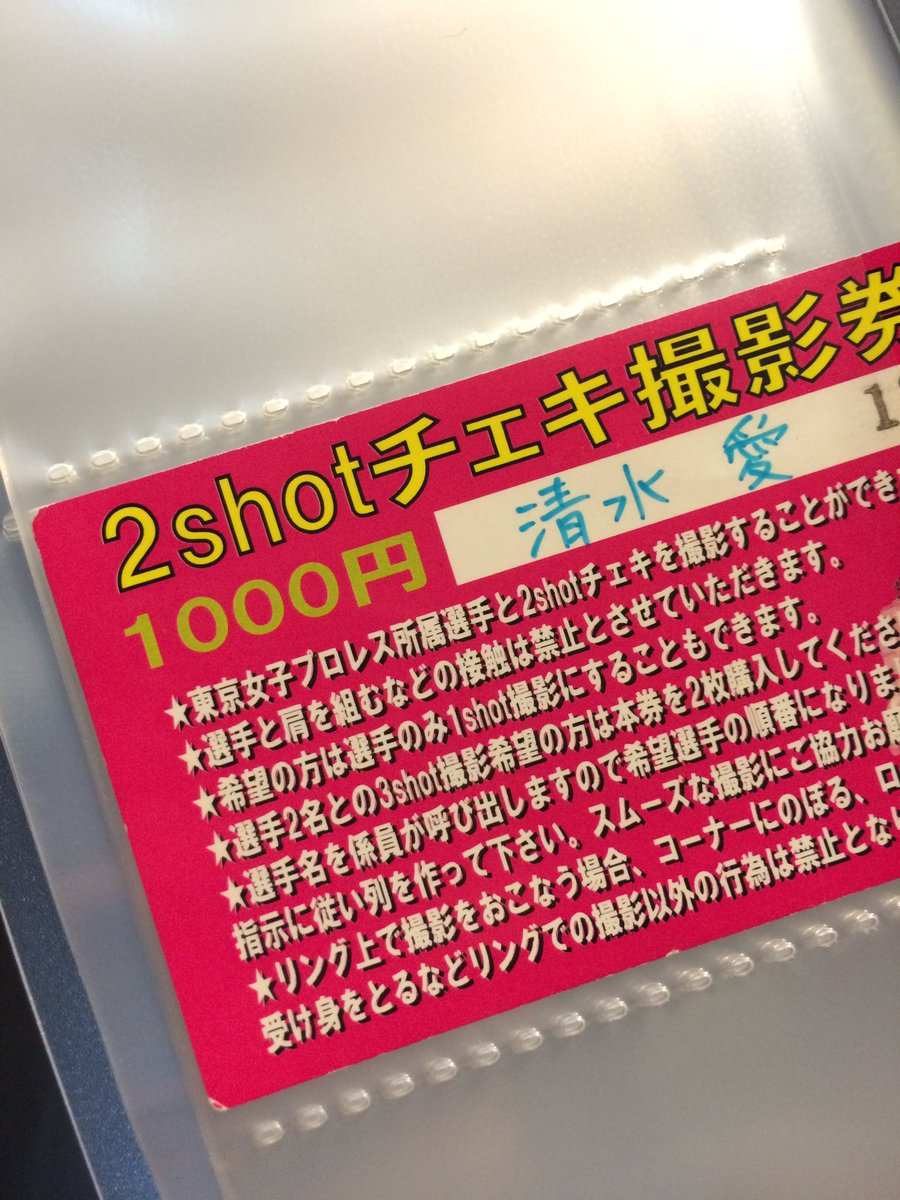 2shotチェキ撮影券
1000円
清水 愛
★東京女子プロレス所属選手と2shotチェキを撮影することができ
★選手と肩を組むなどの接触は禁止とさせていただきます。
★希望の方は選手のみ1shot撮影にすることもできます。
★選手2名との3shot撮影希望の方は本券を2枚購入してくださ
★選手名を係員が呼び出しますので希望選手の順番になりま
指示に従い列を作って下さい。スムーズな撮影にご協力お願
★リング上で撮影をおこなう場合、コーナーにのぼる、ロ
受け身をとるなどリングでの撮影以外の行為は禁止とな